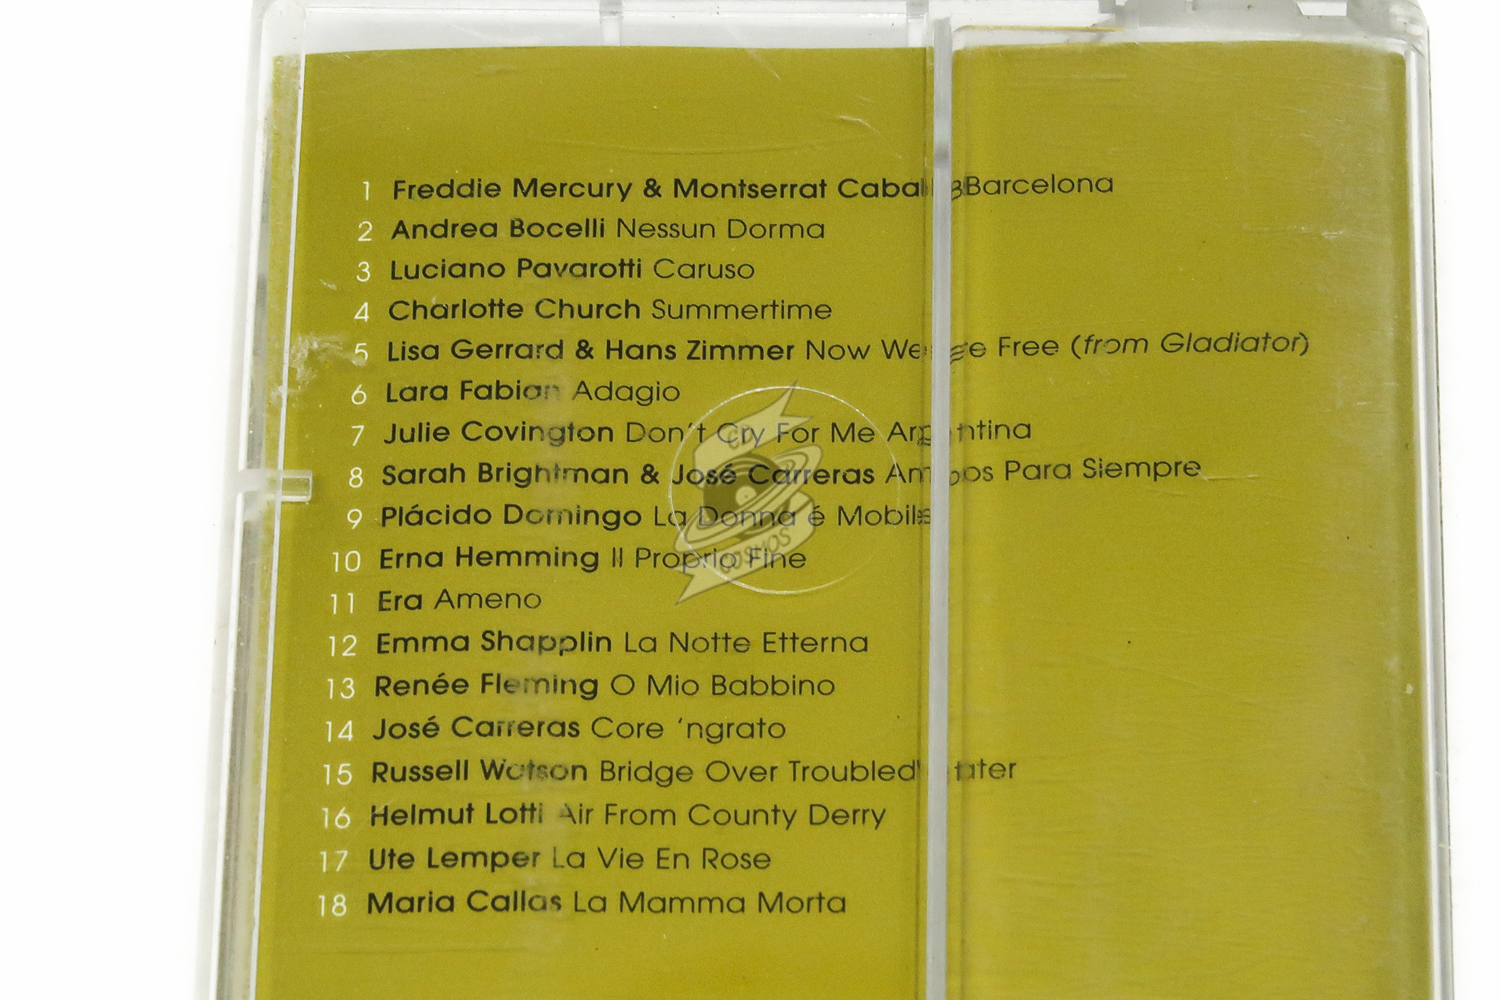 1 Freddie Mercury & Montserrat Caballé Barcelona
2 Andrea Bocelli Nessun Dorma
3 Luciano Pavarotti Caruso
4 Charlotte Church Summertime
5 Lisa Gerrard & Hans Zimmer Now We Are Free (from Gladiator)
6 Lara Fabian Adagio
7 Julie Covington Don't Cry For Me Argentina
8 Sarah Brightman & José Carreras Amigos Para Siempre
9 Plácido Domingo La Donna é Mobile
10 Erna Hemming Il Proprio Fine
11 Era Ameno
12 Emma Shapplin La Notte Etterna
13 Renée Fleming O Mio Babbino
14 José Carreras Core 'ngrato
15 Russell Watson Bridge Over Troubled Water
16 Helmut Lotti Air From County Derry
17 Ute Lemper La Vie En Rose
18 Maria Callas La Mamma Morta
CD
COSMOS